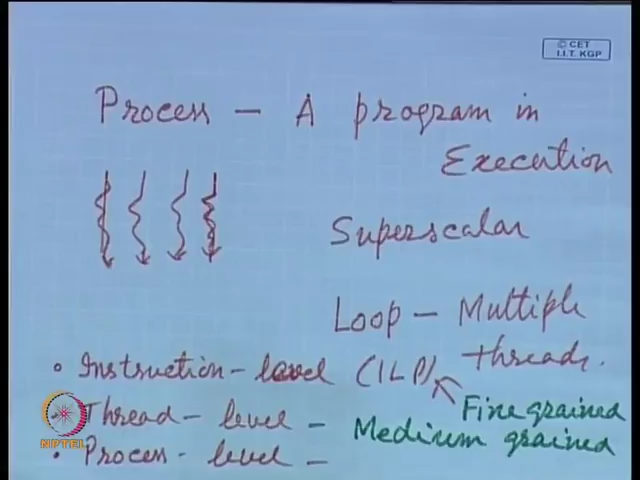 © CET
I.I.T. KGP
Process — A program in
Execution
Superscalar
Loop — Multiple
threads.
• Instruction - level (ILP)
Fine grained
Thread - level - Medium grained
• Process - level -
NPTEL